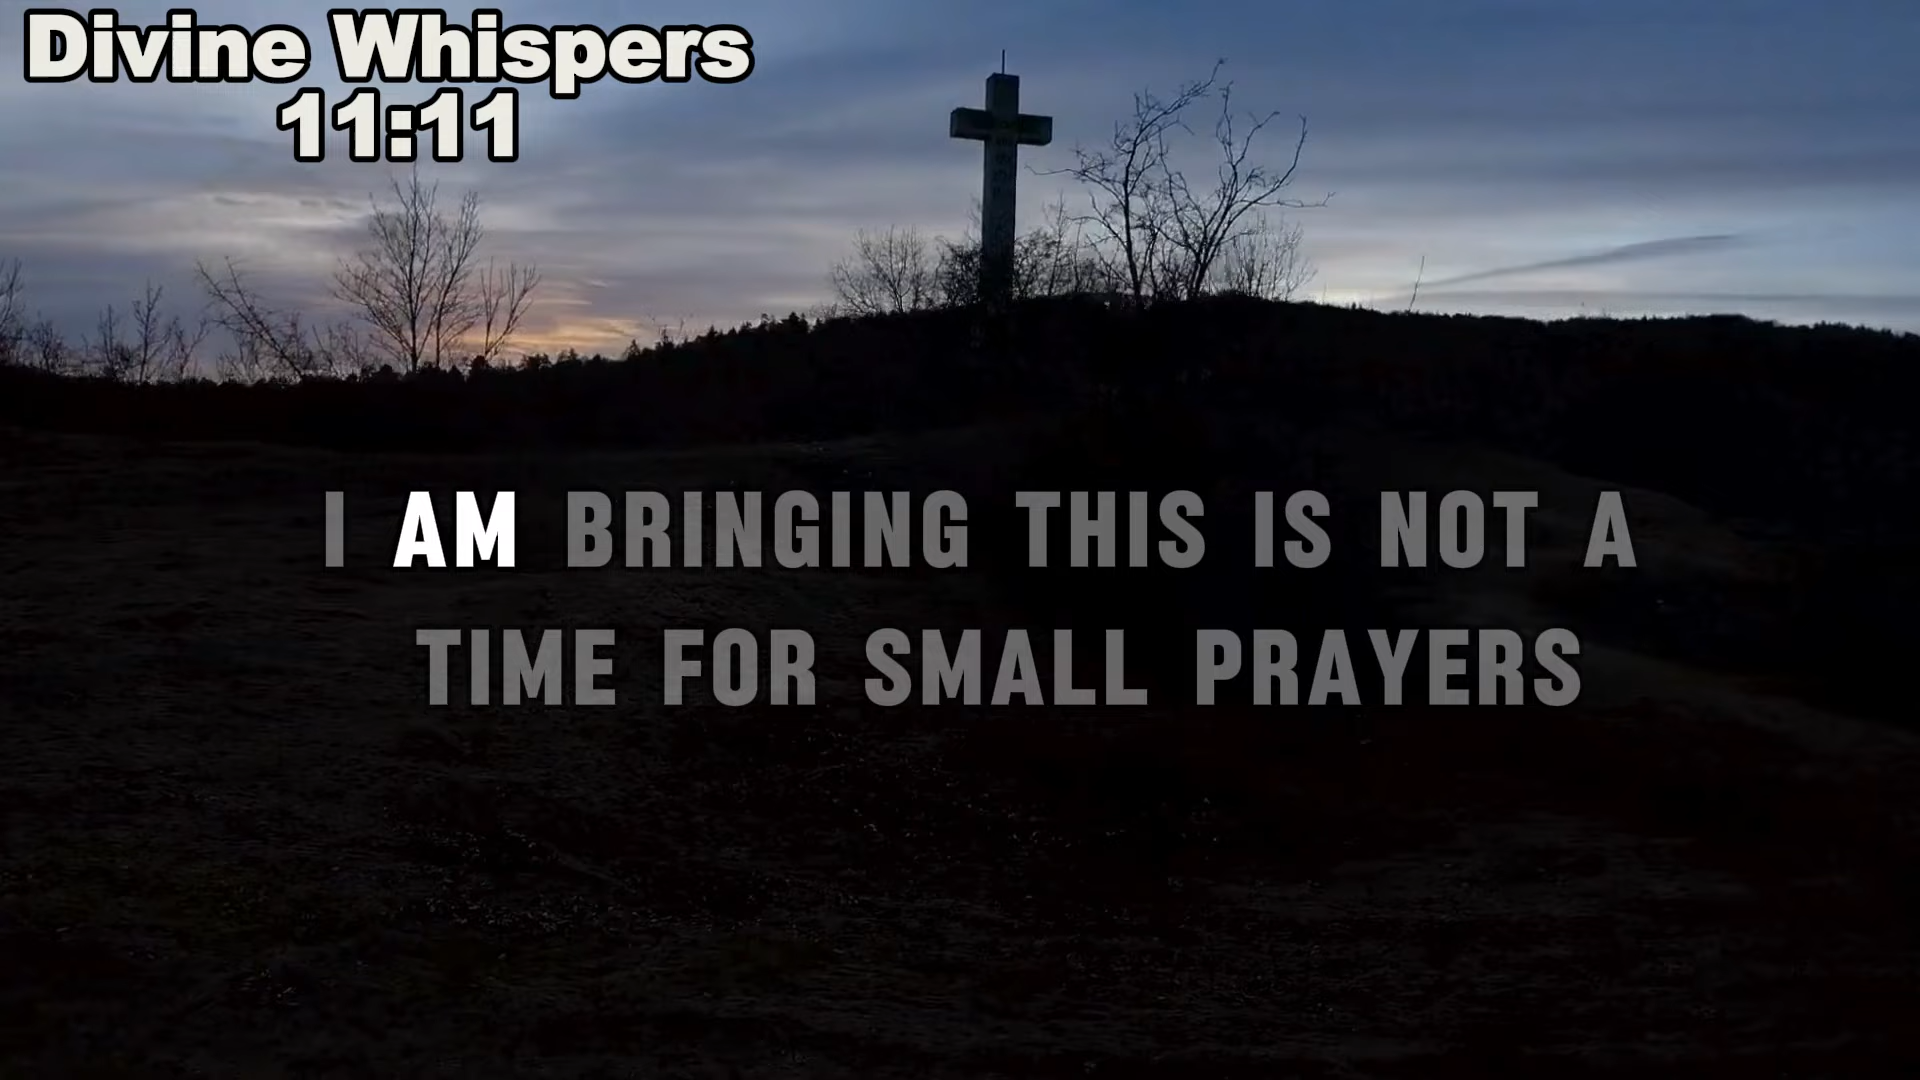 Divine Whispers
11:11
I AM BRINGING THIS IS NOT A
TIME FOR SMALL PRAYERS